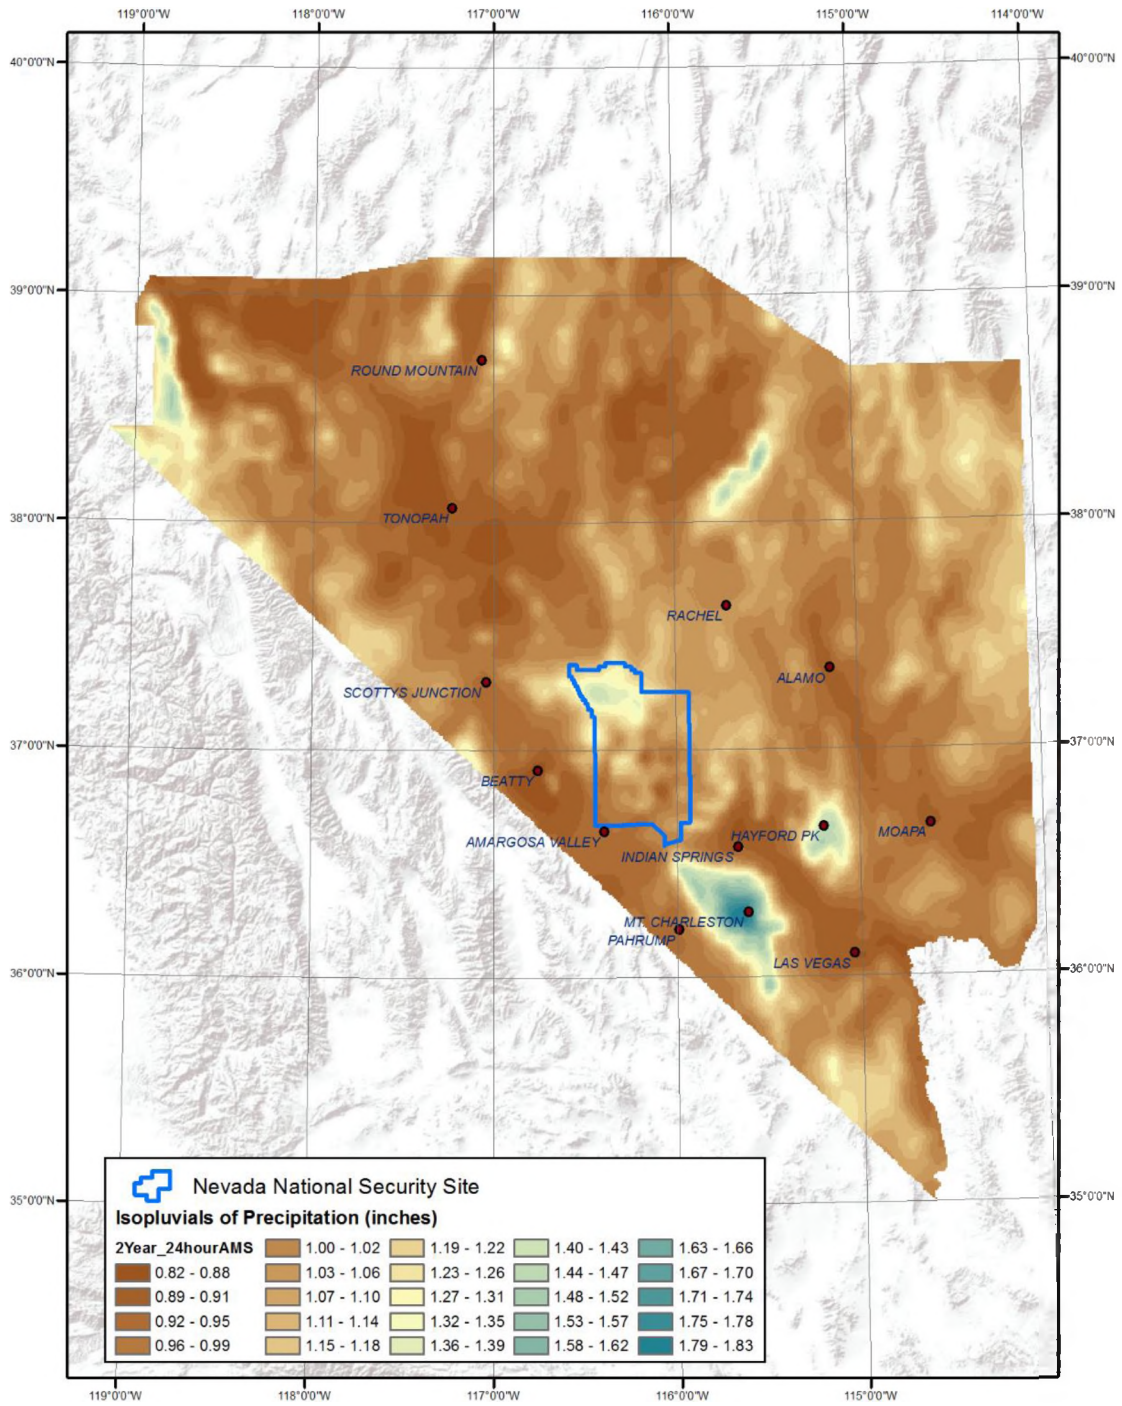 119°0'0"W 118°0'0"W 117°0'0"W 116°0'0"W 115°0'0"W 114°0'0"W
40°0'0"N 40°0'0"N
39°0'0"N 39°0'0"N
ROUND MOUNTAIN
38°0'0"N 38°0'0"N
TONOPAH
RACHEL
ALAMO
SCOTTYS JUNCTION
37°0'0"N 37°0'0"N
BEATTY
HAYFORD PK
MOAPA
AMARGOSA VALLEY
INDIAN SPRINGS
MT. CHARLESTON
PAHRUMP
LAS VEGAS
36°0'0"N 36°0'0"N
35°0'0"N 35°0'0"N
Nevada National Security Site
Isopluvials of Precipitation (inches)
2Year_24hourAMS 1.00 - 1.02 1.19 - 1.22 1.40 - 1.43 1.63 - 1.66
0.82 - 0.88 1.03 - 1.06 1.23 - 1.26 1.44 - 1.47 1.67 - 1.70
0.89 - 0.91 1.07 - 1.10 1.27 - 1.31 1.48 - 1.52 1.71 - 1.74
0.92 - 0.95 1.11 - 1.14 1.32 - 1.35 1.53 - 1.57 1.75 - 1.78
0.96 - 0.99 1.15 - 1.18 1.36 - 1.39 1.58 - 1.62 1.79 - 1.83
119°0'0"W 118°0'0"W 117°0'0"W 116°0'0"W 115°0'0"W